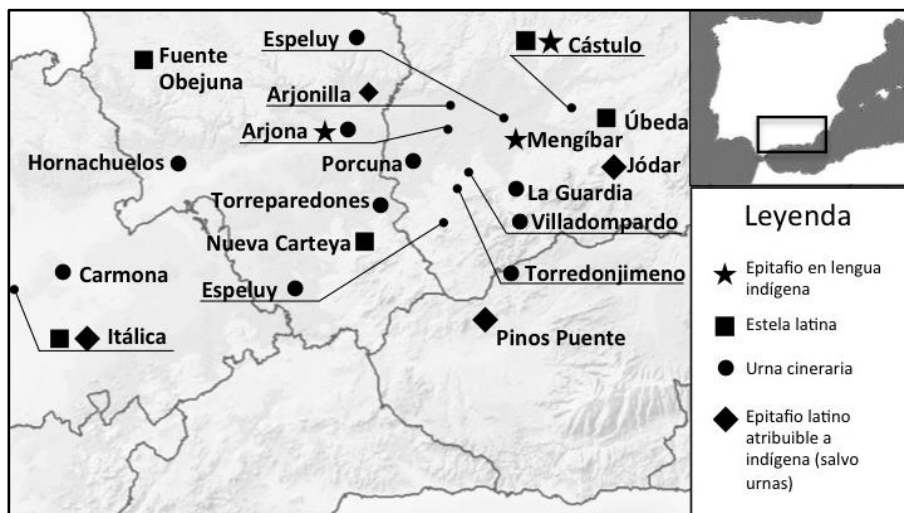 Espeluy
Cástulo
Fuente
Obejuna
Arjonilla
Úbeda
Arjona
Mengíbar
Hornachuelos
Porcuna
Jódar
La Guardia
Torreparedones
Villadompardo
Nueva Carteya
Carmona
Espeluy
Torredonjimeno
Itálica
Pinos Puente
Leyenda
Epitafio en lengua
indígena
Estela latina
Urna cineraria
Epitafio latino
atribuible a
indígena (salvo
urnas)